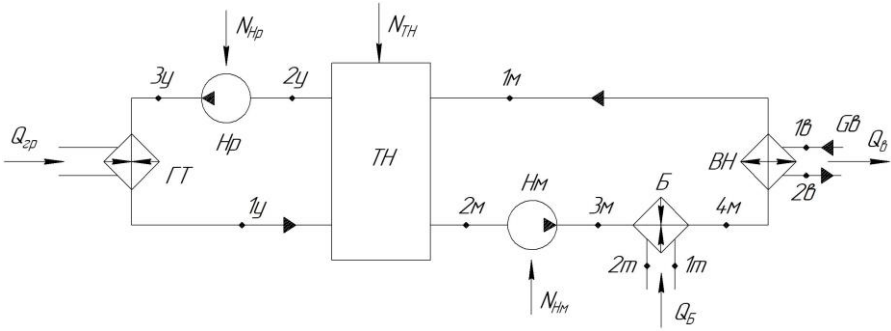 N_Нр
N_ТН
3у
2у
1м
Q_гр
Нр
1в
Gв
Q_в
ГТ
ТН
ВН
2в
Нм
Б
1у
2м
3м
4м
2т
1т
N_Нм
Q_Б